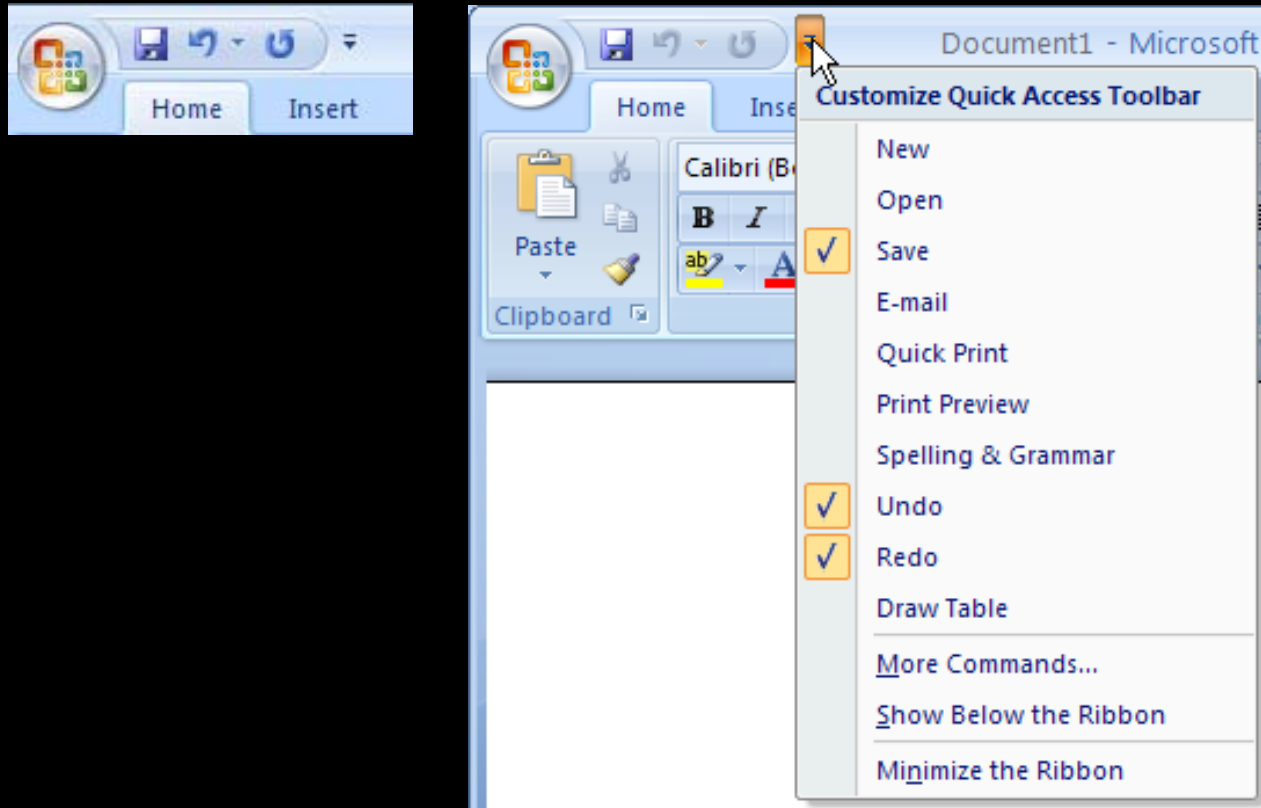 Home Insert
Document1 - Microsoft
Customize Quick Access Toolbar
Home Inse
New
Calibri (B
Open
B I
Paste
Save
ab A
E-mail
Clipboard
Quick Print
Print Preview
Spelling & Grammar
Undo
Redo
Draw Table
More Commands...
Show Below the Ribbon
Minimize the Ribbon